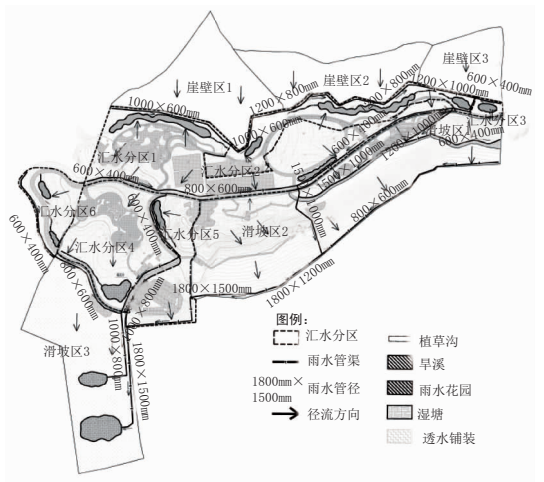 崖壁区3
崖壁区2
崖壁区1
600×400mm
1200×800mm
1000×600mm
汇水分区3
滑坡区1
1000×600mm
600×400mm
汇水分区1
汇水分区2
1500×1000mm
600×400mm
800×600mm
800×600mm
汇水分区6
汇水分区5
滑坡区2
600×400mm
汇水分区4
800×600mm
1800×1500mm
1800×1200mm
滑坡区3
1000×800mm
1800×1500mm
图例：
汇水分区
雨水管渠
1800mm×
1500mm
雨水管径
径流方向
植草沟
旱溪
雨水花园
湿塘
透水铺装